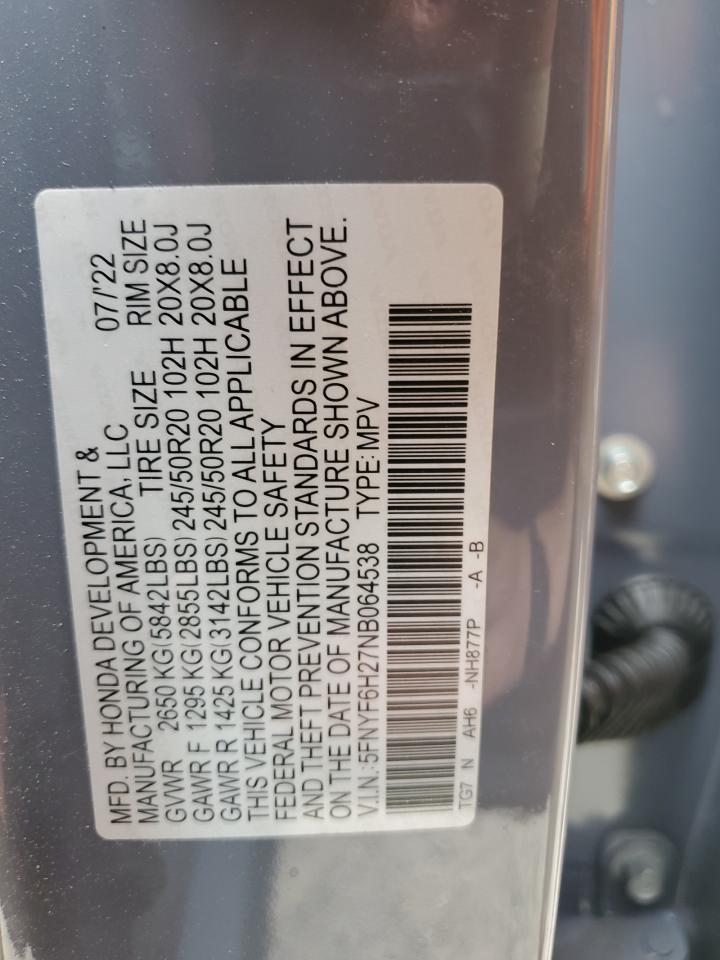 MFD. BY HONDA DEVELOPMENT & 07/'22
MANUFACTURING OF AMERICA, LLC
GVWR 2650 KG(5842LBS) TIRE SIZE RIM SIZE
GAWR F 1295 KG(2855LBS) 245/50R20 102H 20X8.0J
GAWR R 1425 KG(3142LBS) 245/50R20 102H 20X8.0J
THIS VEHICLE CONFORMS TO ALL APPLICABLE
FEDERAL MOTOR VEHICLE SAFETY
AND THEFT PREVENTION STANDARDS IN EFFECT
ON THE DATE OF MANUFACTURE SHOWN ABOVE.
V.I.N.:5FNYF6H27NB064538 TYPE:MPV
TG7 N AH6 -NH877P -A -B